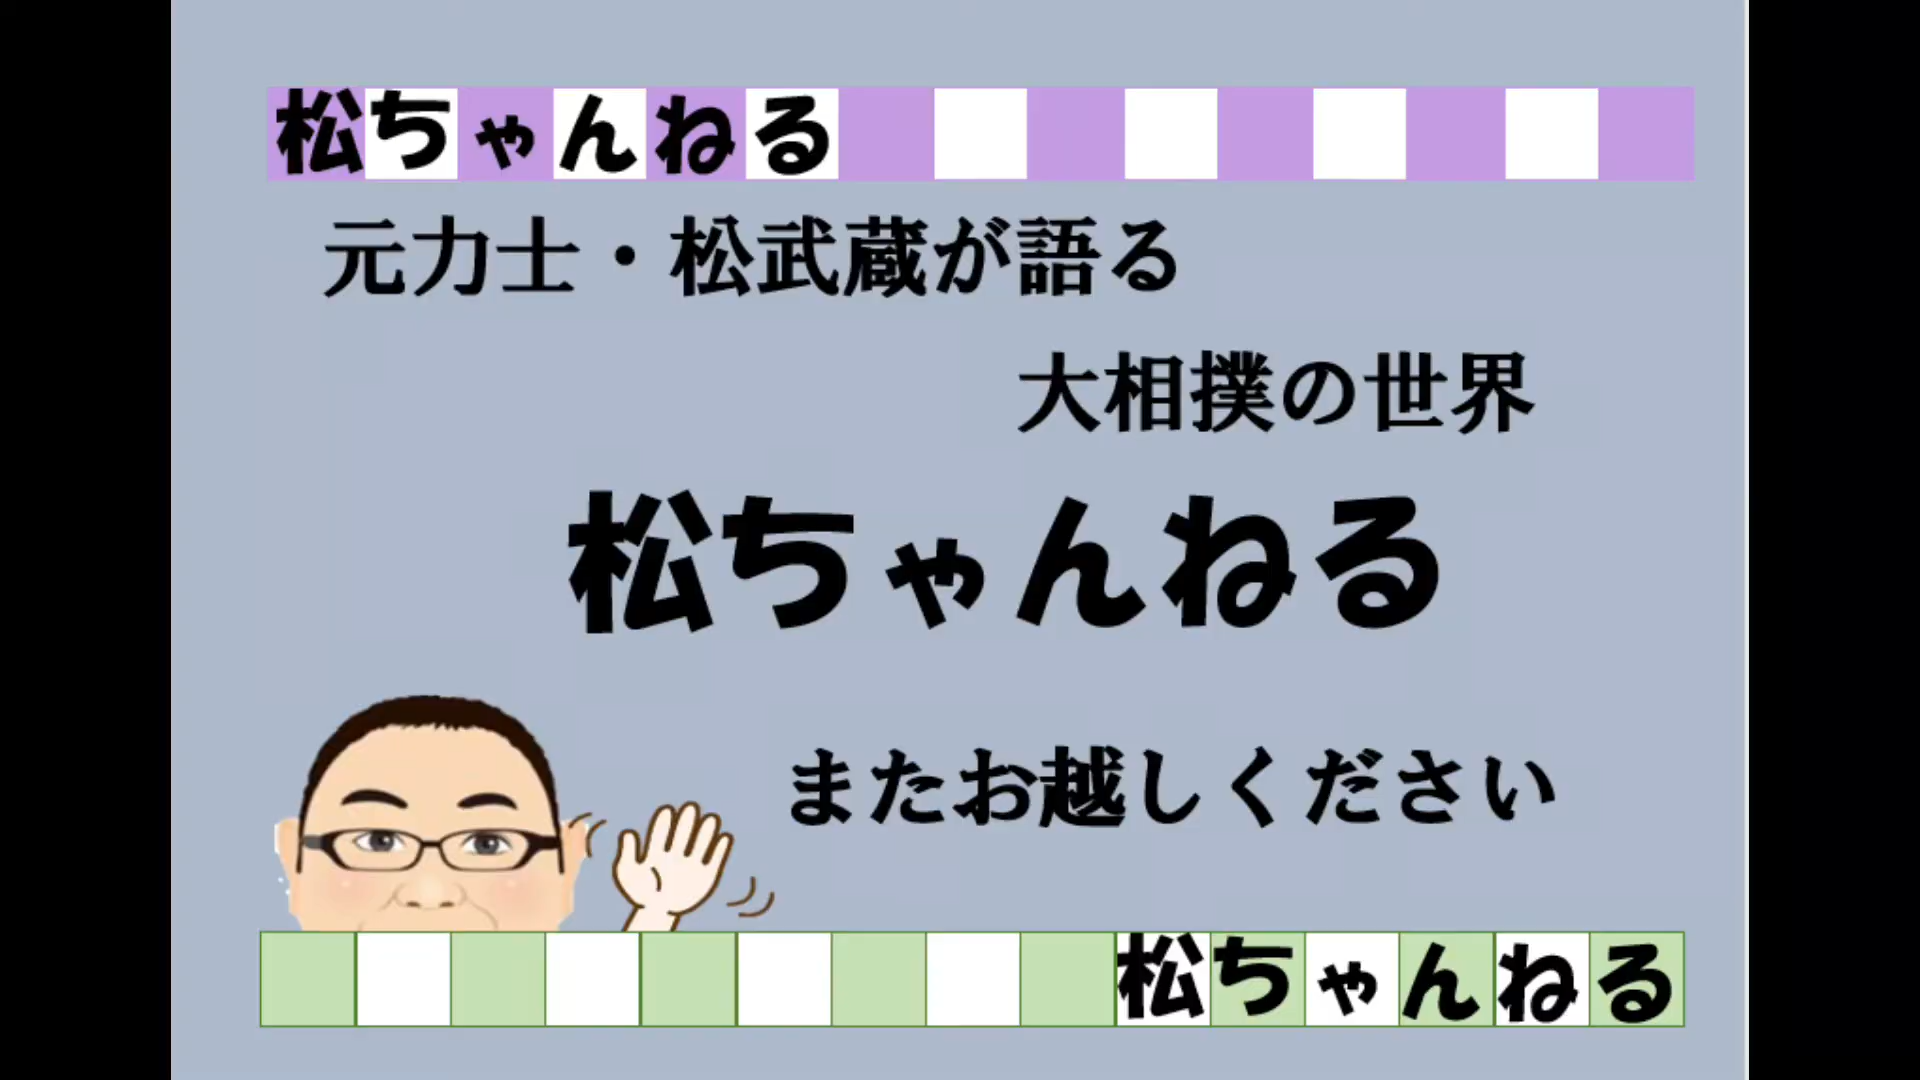 松ちゃんねる
元力士・松武蔵が語る
大相撲の世界
松ちゃんねる
またお越しください
松ちゃんねる